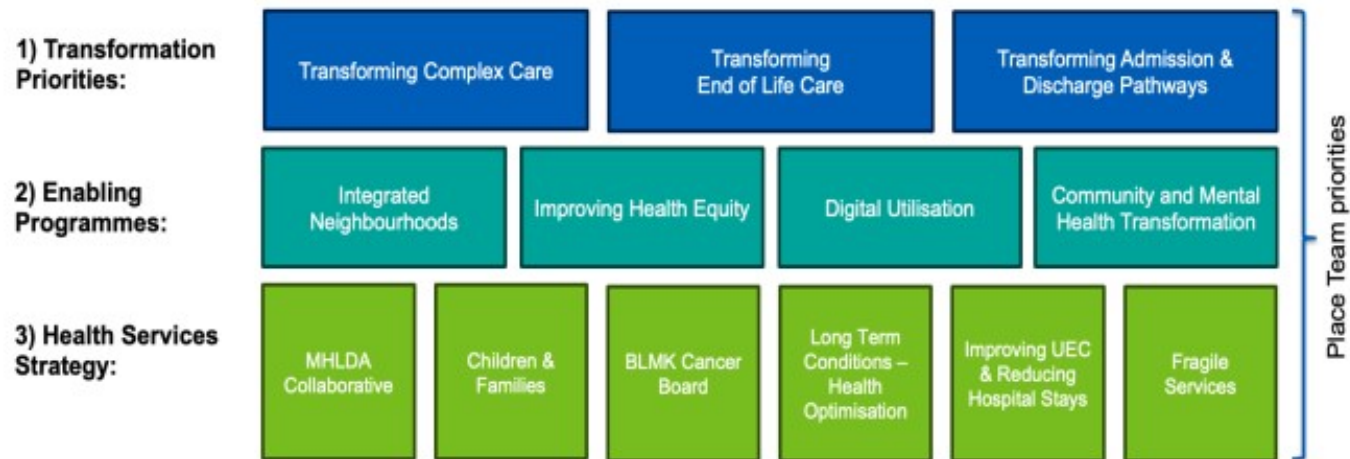 1) Transformation
Priorities:
Transforming Complex Care
Transforming
End of Life Care
Transforming Admission &
Discharge Pathways
2) Enabling
Programmes:
Integrated
Neighbourhoods
Improving Health Equity
Digital Utilisation
Community and Mental
Health Transformation
3) Health Services
Strategy:
MHLDA
Collaborative
Children &
Families
BLMK Cancer
Board
Long Term
Conditions –
Health
Optimisation
Improving UEC
& Reducing
Hospital Stays
Fragile
Services
Place Team priorities